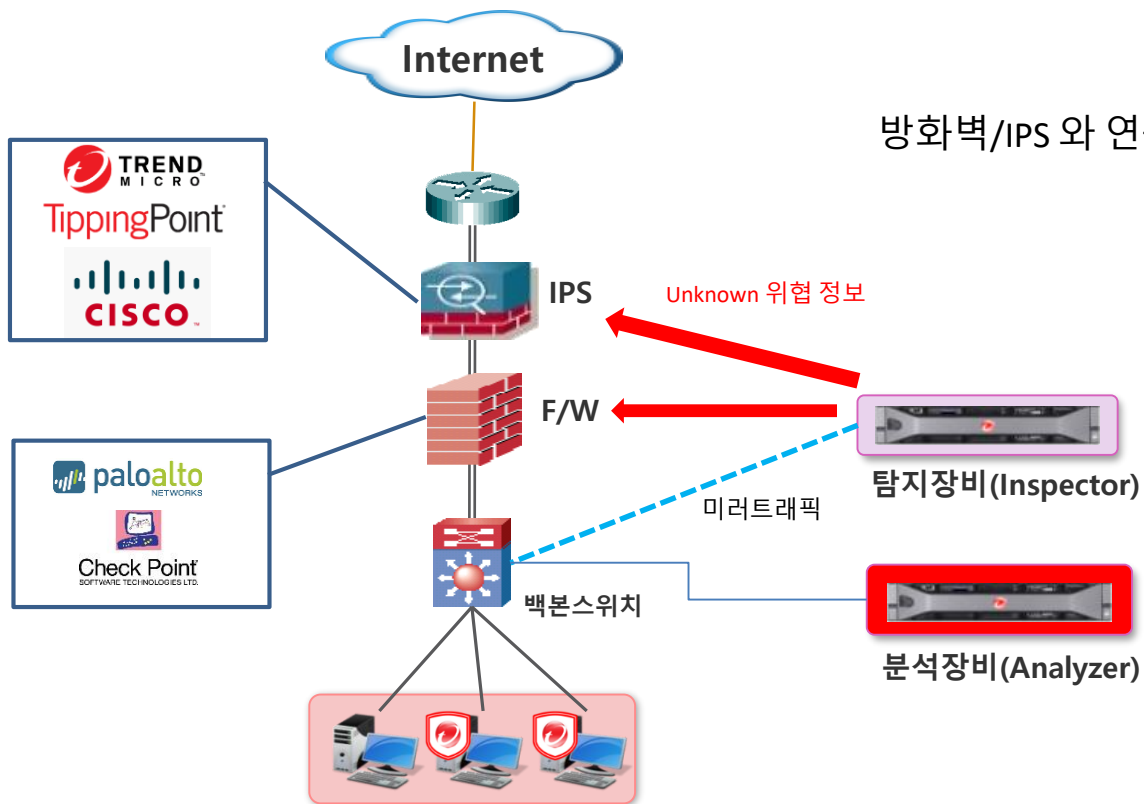 Internet
방화벽/IPS 와
TREND
MICRO
TippingPoint
CISCO
IPS
Unknown 위협 정보
F/W
paloalto
NETWORKS
Check Point
SOFTWARE TECHNOLOGIES LTD.
탐지장비(Inspector)
미러트래픽
백본스위치
분석장비(Analyzer)